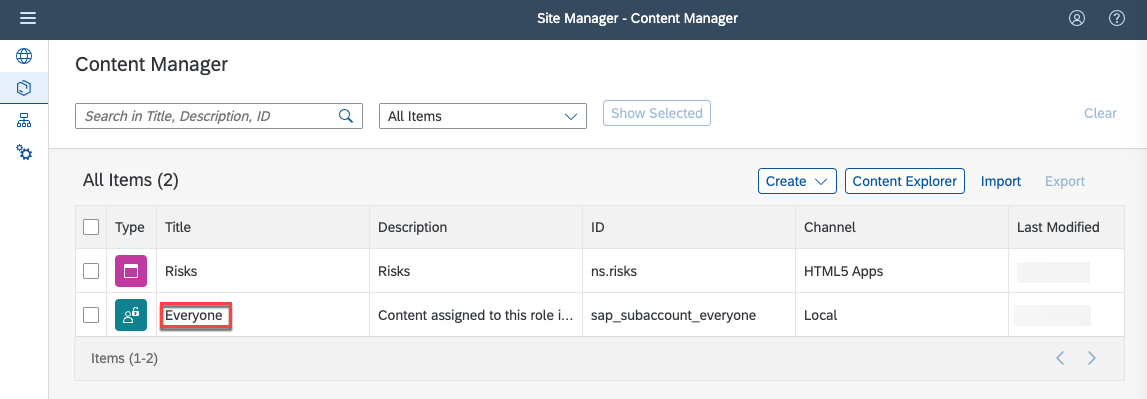 Site Manager - Content Manager
Content Manager
Search in Title, Description, ID
All Items
Show Selected
Clear
All Items (2)
Create
Content Explorer
Import
Export
Type Title Description ID Channel Last Modified
Risks Risks ns.risks HTML5 Apps
Everyone Content assigned to this role i... sap_subaccount_everyone Local
Items (1-2)